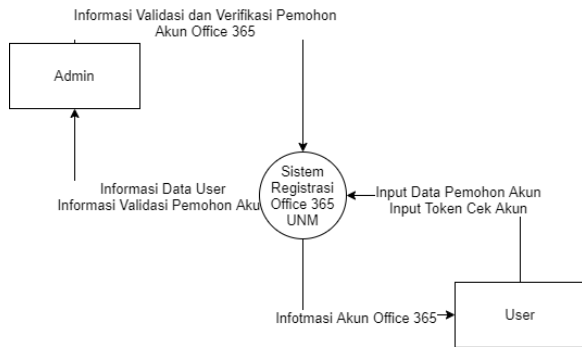 Informasi Validasi dan Verifikasi Pemohon
Akun Office 365
Admin
Sistem
Registrasi
Office 365
UNM
Informasi Data User
Informasi Validasi Pemohon Aku
Input Data Pemohon Akun
Input Token Cek Akun
Infotmasi Akun Office 365
User